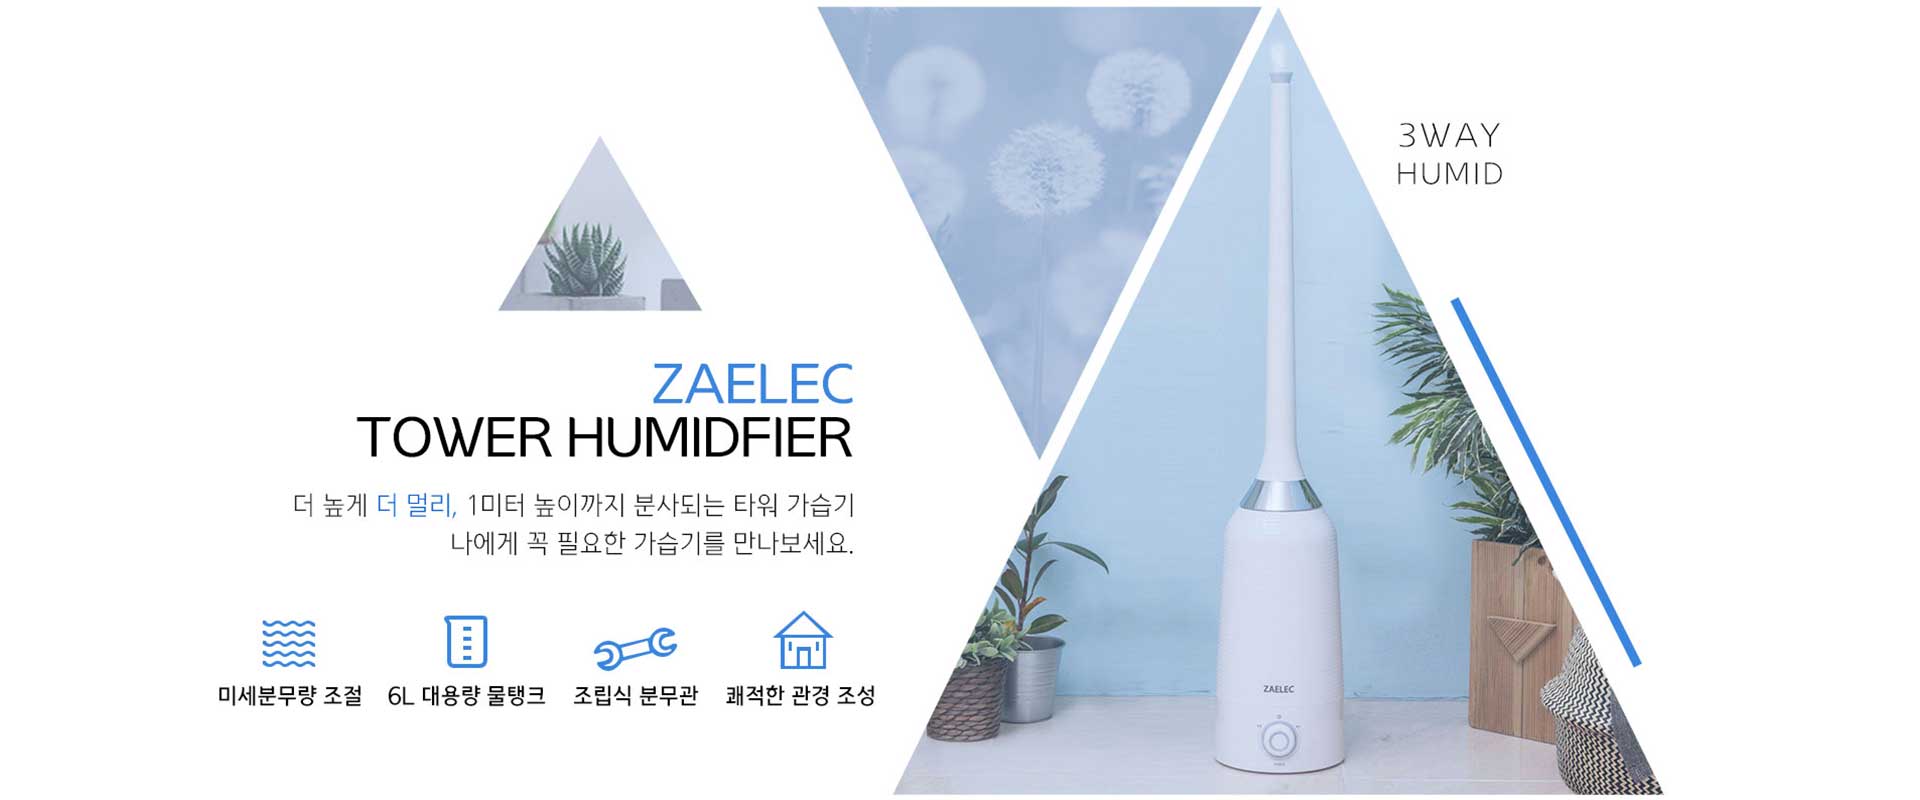 3WAY
HUMID
ZAELEC
TOWER HUMIDFIER
더 높게 더 멀리, 1미터 높이까지 분사되는 타워 가습기
나에게 꼭 필요한 가습기를 만나보세요.
미세분무량 조절
6L 대용량 물탱크
조립식 분무관
쾌적한 관경 조성
ZAELEC